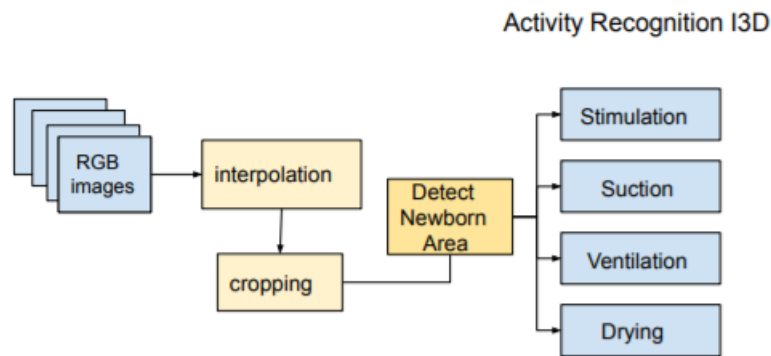 Activity Recognition I3D
RGB
images
interpolation
cropping
Detect
Newborn
Area
Stimulation
Suction
Ventilation
Drying